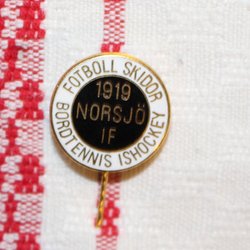 FOTBOLL SKIDOR
1919
NORSJÖ
IF
BORDTENNIS ISHOCKEY